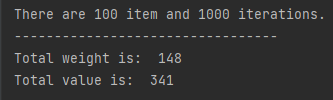 There are 100 item and 1000 iterations.
---------------------------------
Total weight is:  148
Total value is:  341